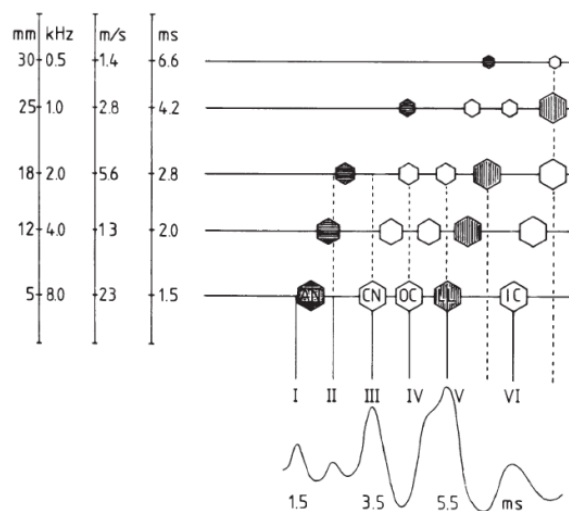 mm kHz m/s ms
30 0.5 1.4 6.6
25 1.0 2.8 4.2
18 2.0 5.6 2.8
12 4.0 13 2.0
5 8.0 23 1.5
AN CN OC LL IC
I II III IV V VI
1.5 3.5 5.5 ms